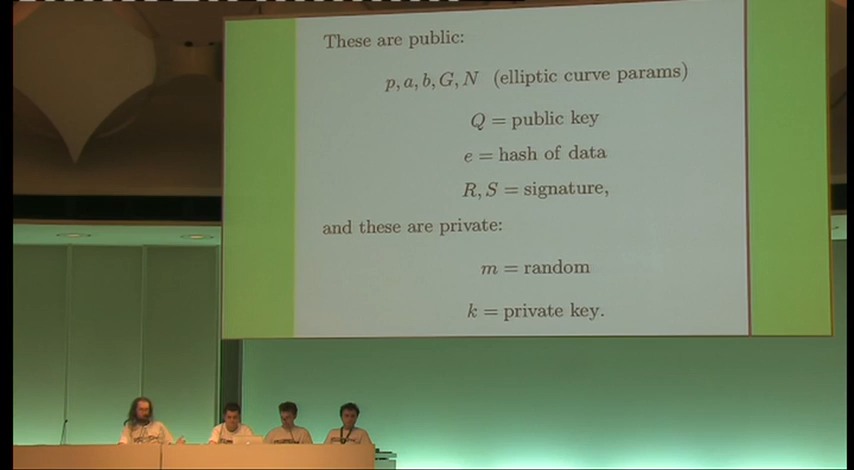 These are public:
p, a, b, G, N (elliptic curve params)
Q = public key
e = hash of data
R, S = signature,
and these are private:
m = random
k = private key.